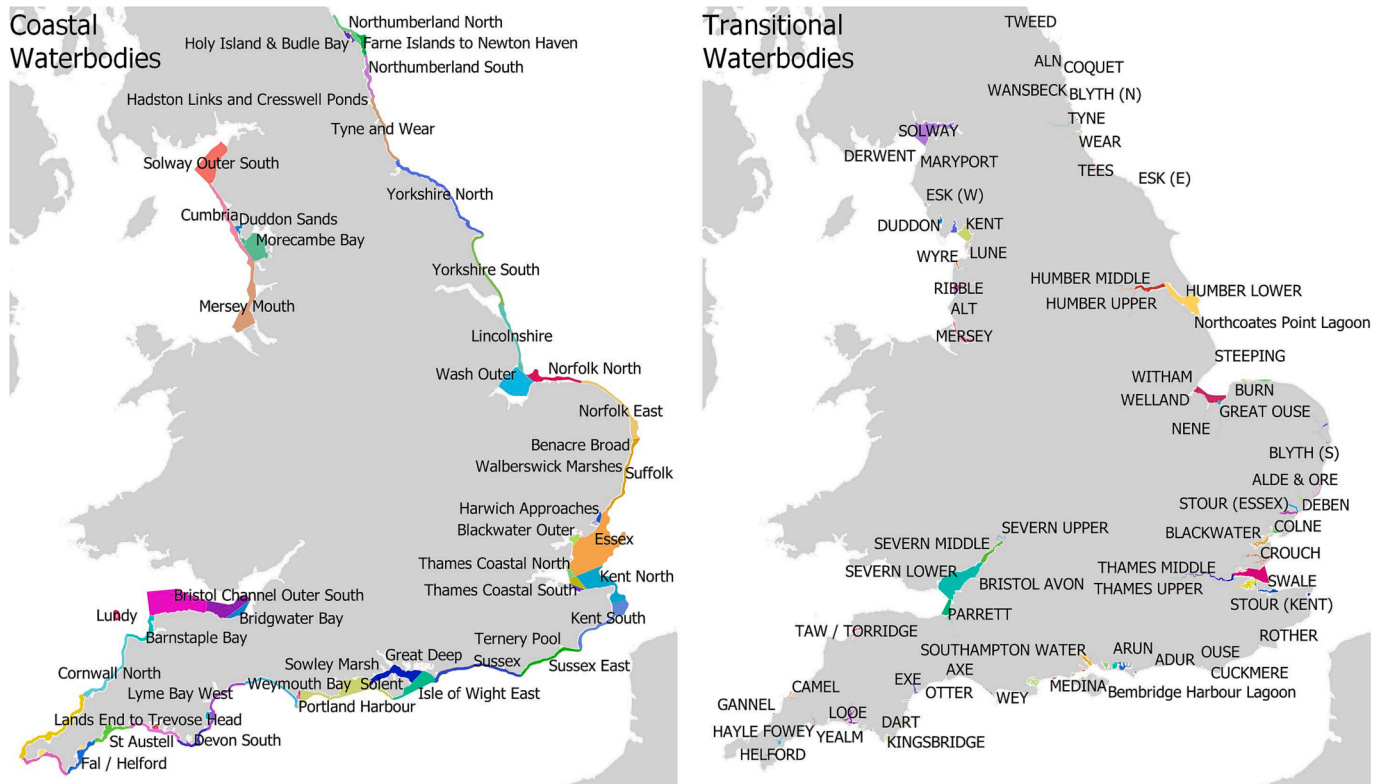 Coastal
Waterbodies
Northumberland North
Holy Island & Budle Bay
Farne Islands to Newton Haven
Northumberland South
Hadston Links and Cresswell Ponds
Tyne and Wear
Solway Outer South
Yorkshire North
Cumbria
Duddon Sands
Morecambe Bay
Yorkshire South
Mersey Mouth
Lincolnshire
Wash Outer
Norfolk North
Norfolk East
Benacre Broad
Walberswick Marshes
Suffolk
Harwich Approaches
Blackwater Outer
Essex
Thames Coastal North
Kent North
Thames Coastal South
Bristol Channel Outer South
Lundy
Bridgwater Bay
Kent South
Barnstaple Bay
Ternery Pool
Great Deep
Sowley Marsh
Sussex
Sussex East
Cornwall North
Weymouth Bay
Solent
Lyme Bay West
Isle of Wight East
Portland Harbour
Lands End to Trevose Head
St Austell
Devon South
Fal / Helford
Transitional
Waterbodies
TWEED
ALN
COQUET
WANSBECK
BLYTH (N)
TYNE
SOLWAY
WEAR
DERWENT
MARYPORT
TEES
ESK (E)
ESK (W)
DUDDON
KENT
WYRE
LUNE
HUMBER MIDDLE
RIBBLE
HUMBER LOWER
HUMBER UPPER
ALT
Northcoates Point Lagoon
MERSEY
STEEPING
WITHAM
BURN
WELLAND
GREAT OUSE
NENE
BLYTH (S)
ALDE & ORE
STOUR (ESSEX)
DEBEN
SEVERN UPPER
COLNE
BLACKWATER
SEVERN MIDDLE
CROUCH
SEVERN LOWER
THAMES MIDDLE
BRISTOL AVON
SWALE
THAMES UPPER
STOUR (KENT)
PARRETT
TAW / TORRIDGE
ROTHER
SOUTHAMPTON WATER
ARUN
OUSE
ADUR
AXE
CUCKMERE
EXE
CAMEL
OTTER
MEDINA
Bembridge Harbour Lagoon
WEY
GANNEL
LOOE
DART
HAYLE
FOWEY
YEALM
KINGSBRIDGE
HELFORD